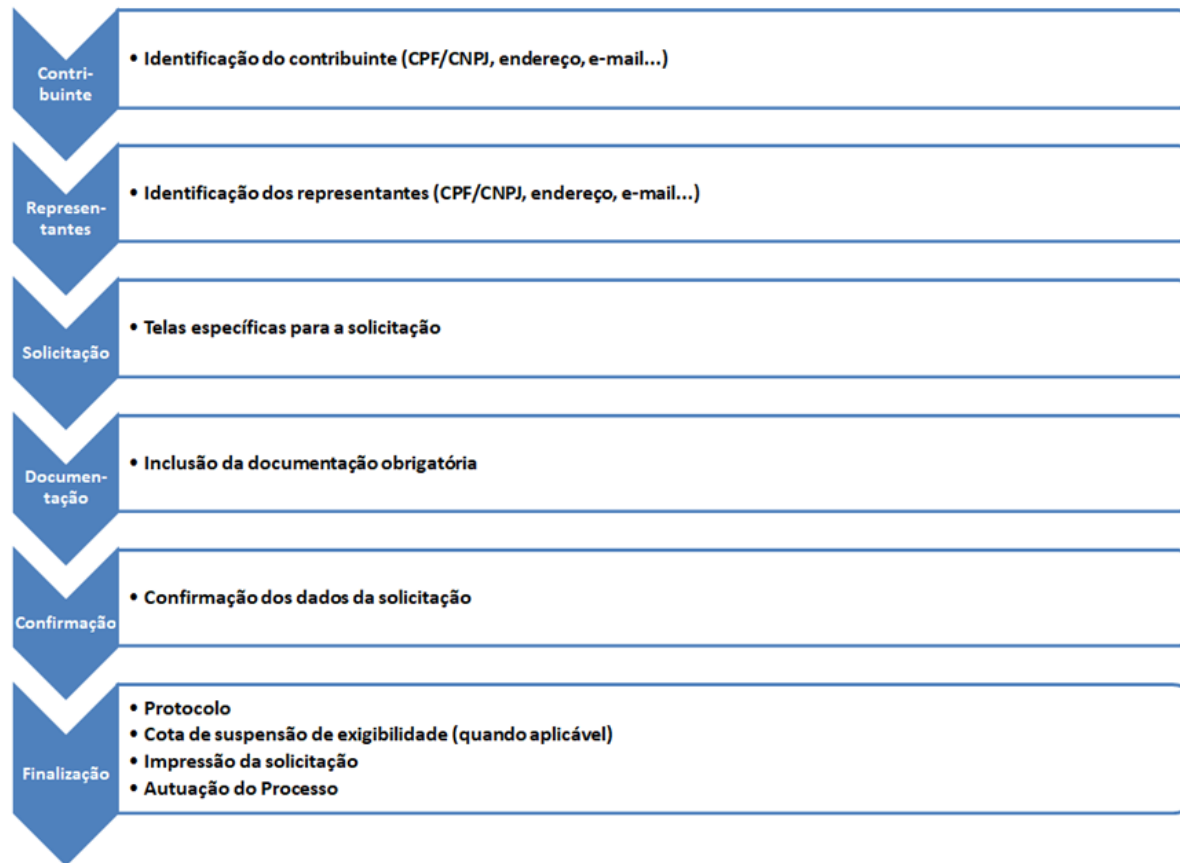 Contri-
buinte
• Identificação do contribuinte (CPF/CNPJ, endereço, e-mail...)
Represen-
tantes
• Identificação dos representantes (CPF/CNPJ, endereço, e-mail...)
Solicitação
• Telas específicas para a solicitação
Documen-
tação
• Inclusão da documentação obrigatória
Confirmação
• Confirmação dos dados da solicitação
Finalização
• Protocolo
• Cota de suspensão de exigibilidade (quando aplicável)
• Impressão da solicitação
• Autuação do Processo